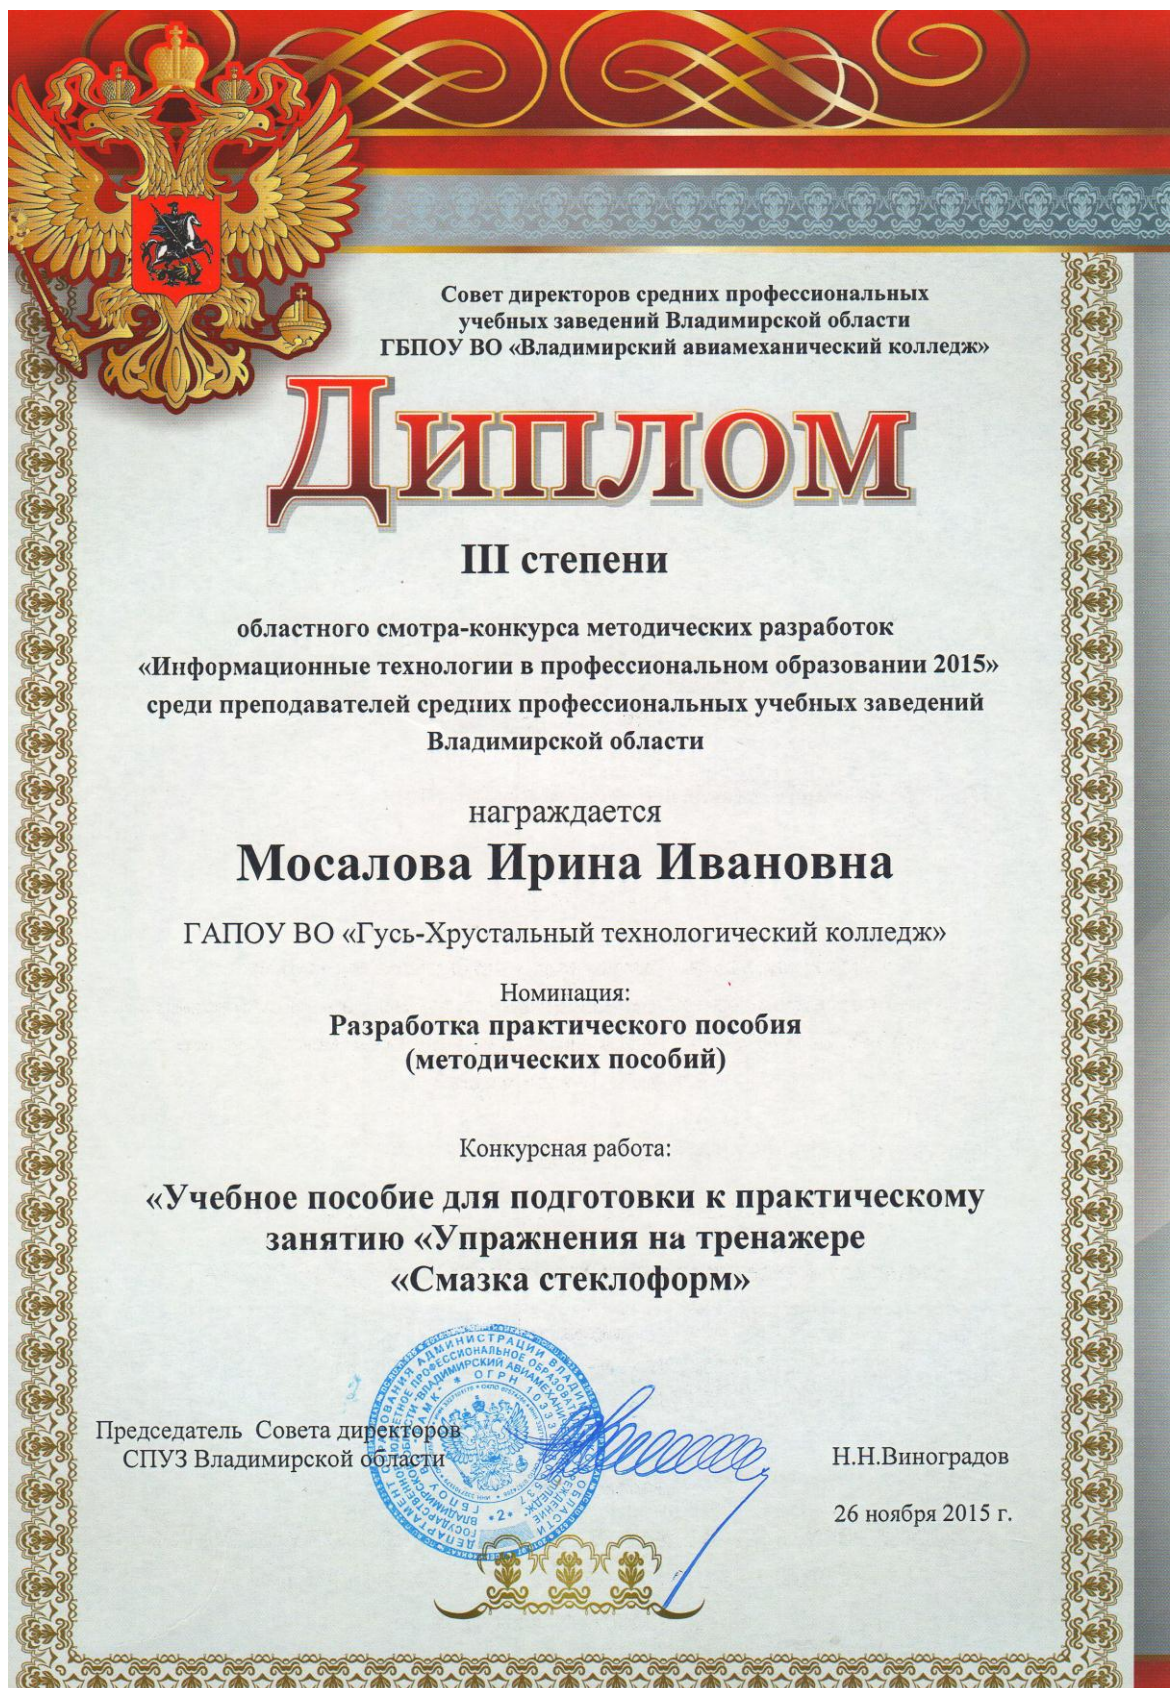 Совет директоров средних профессиональных
учебных заведений Владимирской области
ГБПОУ ВО «Владимирский авиамеханический колледж»
Диплом
III степени
областного смотра-конкурса методических разработок
«Информационные технологии в профессиональном образовании 2015»
среди преподавателей средних профессиональных учебных заведений
Владимирской области
награждается
Мосалова Ирина Ивановна
ГАПОУ ВО «Гусь-Хрустальный технологический колледж»
Номинация:
Разработка практического пособия
(методических пособий)
Конкурсная работа:
«Учебное пособие для подготовки к практическому
занятию «Упражнения на тренажере
«Смазка стеклоформ»
Председатель Совета директоров
СПУЗ Владимирской области
Н.Н.Виноградов
26 ноября 2015 г.